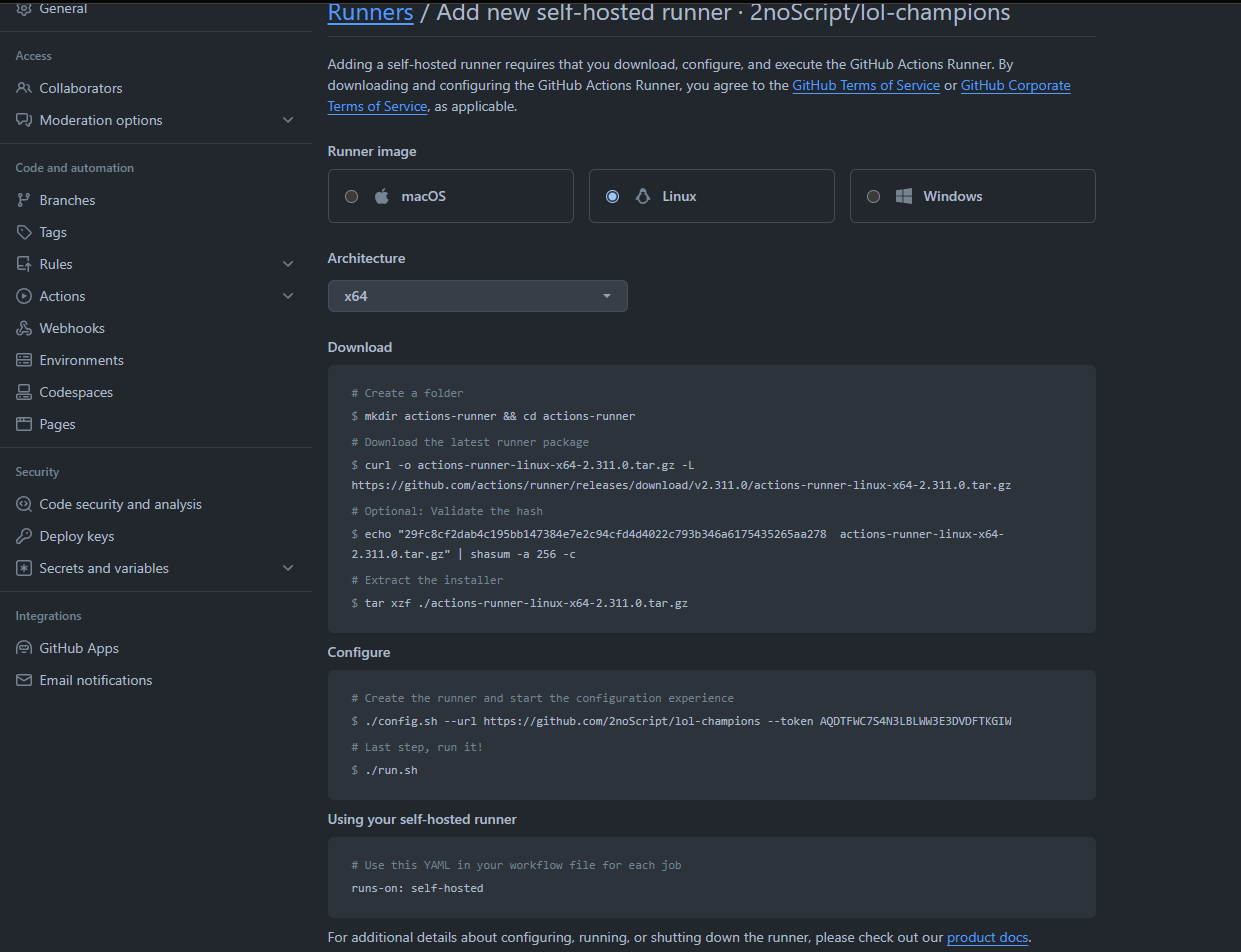 General
Access
Collaborators
Moderation options
Code and automation
Branches
Tags
Rules
Actions
Webhooks
Environments
Codespaces
Pages
Security
Code security and analysis
Deploy keys
Secrets and variables
Integrations
GitHub Apps
Email notifications
Runners / Add new self-hosted runner · 2noScript/lol-champions
Adding a self-hosted runner requires that you download, configure, and execute the GitHub Actions Runner. By
downloading and configuring the GitHub Actions Runner, you agree to the GitHub Terms of Service or GitHub Corporate
Terms of Service, as applicable.
Runner image
macOS
Linux
Windows
Architecture
x64
Download
# Create a folder
$ mkdir actions-runner && cd actions-runner
# Download the latest runner package
$ curl -o actions-runner-linux-x64-2.311.0.tar.gz -L
https://github.com/actions/runner/releases/download/v2.311.0/actions-runner-linux-x64-2.311.0.tar.gz
# Optional: Validate the hash
$ echo "29fc8cf2dab4c195bb147384e7e2c94cfd4d4022c793b346a6175435265aa278  actions-runner-linux-x64-
2.311.0.tar.gz" | shasum -a 256 -c
# Extract the installer
$ tar xzf ./actions-runner-linux-x64-2.311.0.tar.gz
Configure
# Create the runner and start the configuration experience
$ ./config.sh --url https://github.com/2noScript/lol-champions --token AQDTFWC7S4N3LBLWW3E3DVDFTKGIW
# Last step, run it!
$ ./run.sh
Using your self-hosted runner
# Use this YAML in your workflow file for each job
runs-on: self-hosted
For additional details about configuring, running, or shutting down the runner, please check out our product docs.